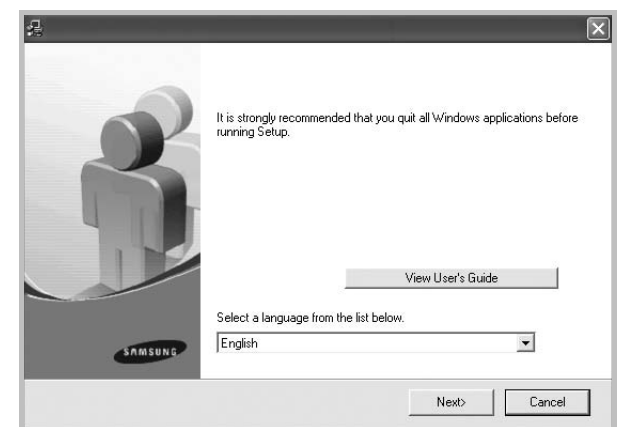 It is strongly recommended that you quit all Windows applications before
running Setup.
View User's Guide
Select a language from the list below.
English
SAMSUNG
Next>
Cancel